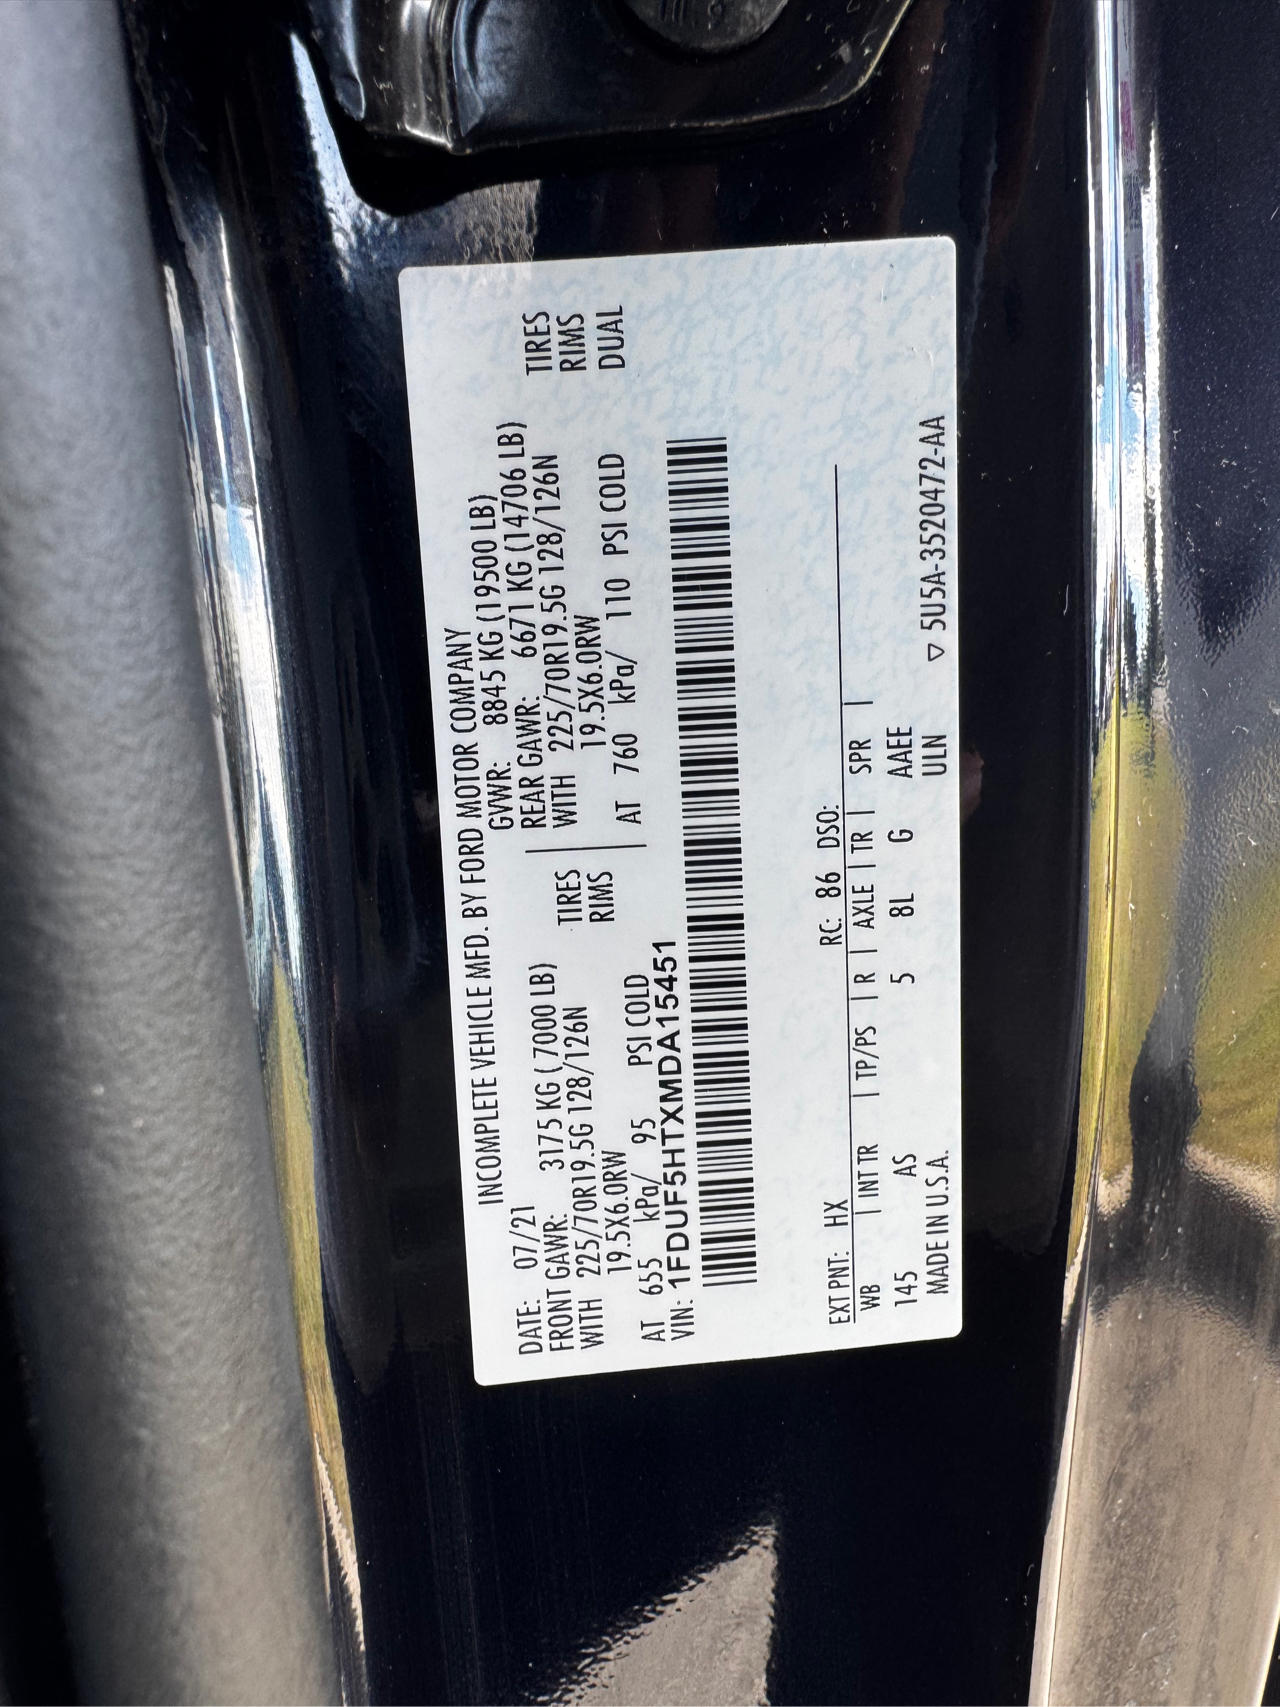 INCOMPLETE VEHICLE MFD. BY FORD MOTOR COMPANY
DATE: 07/21 GVWR: 8845 KG (19500 LB)
FRONT GAWR: 3175 KG ( 7000 LB) REAR GAWR: 6671 KG (14706 LB)
WITH 225/70R19.5G 128/126N TIRES WITH 225/70R19.5G 128/126N TIRES
19.5X6.0RW RIMS 19.5X6.0RW RIMS
AT 655 kPa/ 95 PSI COLD AT 760 kPa/ 110 PSI COLD DUAL
VIN: 1FDUF5HTXMDA15451
EXT PNT: HX RC: 86 DSO:
WB | INT TR | TP/PS | R | AXLE | TR | SPR |
145 AS 5 8L G AAEE
MADE IN U.S.A. ULN ▽ 5U5A-3520472-AA